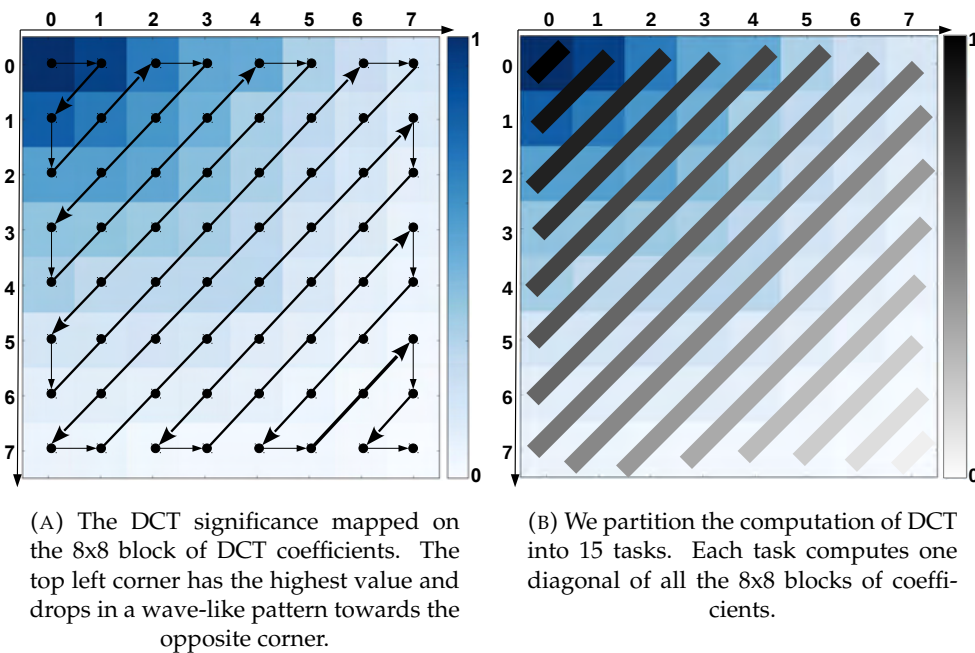 0 1 2 3 4 5 6 7
0 1 2 3 4 5 6 7
1
1
0
0
1
1
2
2
3
3
4
4
5
5
6
6
7
7
0
0
(A) The DCT significance mapped on
the 8x8 block of DCT coefficients. The
top left corner has the highest value and
drops in a wave-like pattern towards the
opposite corner.
(B) We partition the computation of DCT
into 15 tasks. Each task computes one
diagonal of all the 8x8 blocks of coeffi-
cients.